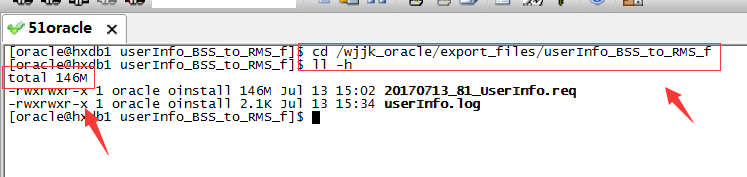 51oracle
[oracle@hxdb1 userInfo_BSS_to_RMS_f]$ cd /wjjk_oracle/export_files/userInfo_BSS_to_RMS_f
[oracle@hxdb1 userInfo_BSS_to_RMS_f]$ ll -h
total 146M
-rwxrwxr-x 1 oracle oinstall 146M Jul 13 15:02 20170713_81_UserInfo.req
-rwxrwxr-x 1 oracle oinstall 2.1K Jul 13 15:34 userInfo.log
[oracle@hxdb1 userInfo_BSS_to_RMS_f]$